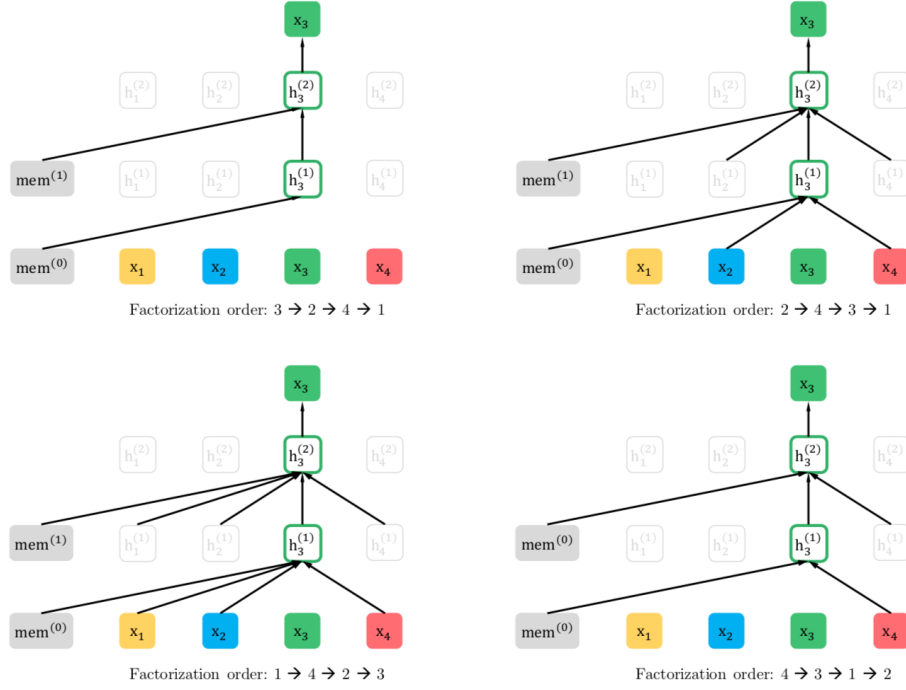 x₃
h₁⁽²⁾ h₂⁽²⁾ h₃⁽²⁾ h₄⁽²⁾
mem⁽¹⁾ h₁⁽¹⁾ h₂⁽¹⁾ h₃⁽¹⁾ h₄⁽¹⁾
mem⁽⁰⁾ x₁ x₂ x₃ x₄
Factorization order: 3 → 2 → 4 → 1
x₃
h₁⁽²⁾ h₂⁽²⁾ h₃⁽²⁾ h₄⁽²⁾
mem⁽¹⁾ h₁⁽¹⁾ h₂⁽¹⁾ h₃⁽¹⁾ h₄⁽¹⁾
mem⁽⁰⁾ x₁ x₂ x₃ x₄
Factorization order: 2 → 4 → 3 → 1
x₃
h₁⁽²⁾ h₂⁽²⁾ h₃⁽²⁾ h₄⁽²⁾
mem⁽¹⁾ h₁⁽¹⁾ h₂⁽¹⁾ h₃⁽¹⁾ h₄⁽¹⁾
mem⁽⁰⁾ x₁ x₂ x₃ x₄
Factorization order: 1 → 4 → 2 → 3
x₃
h₁⁽²⁾ h₂⁽²⁾ h₃⁽²⁾ h₄⁽²⁾
mem⁽⁰⁾ h₁⁽¹⁾ h₂⁽¹⁾ h₃⁽¹⁾ h₄⁽¹⁾
mem⁽⁰⁾ x₁ x₂ x₃ x₄
Factorization order: 4 → 3 → 1 → 2